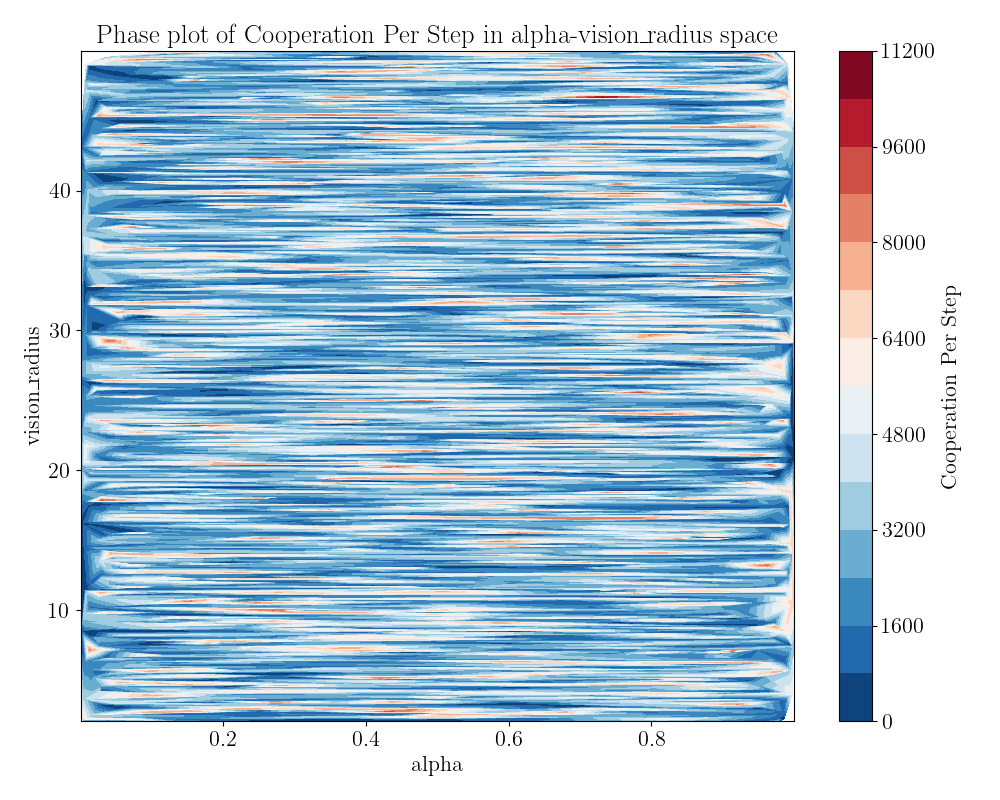 Phase plot of Cooperation Per Step in alpha-vision_radius space
40
30
20
10
vision_radius
0.2 0.4 0.6 0.8
alpha
11200
9600
8000
6400
4800
3200
1600
0
Cooperation Per Step